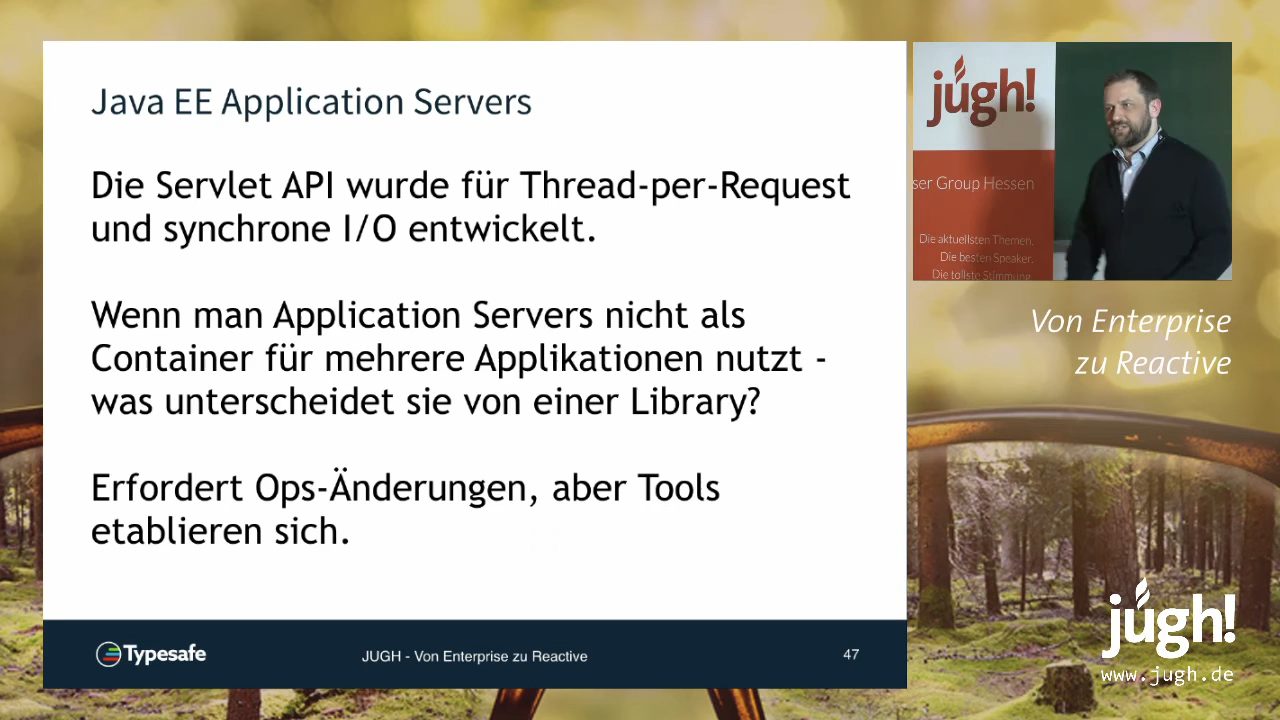 Java EE Application Servers
Die Servlet API wurde für Thread-per-Request
und synchrone I/O entwickelt.
Wenn man Application Servers nicht als
Container für mehrere Applikationen nutzt -
was unterscheidet sie von einer Library?
Erfordert Ops-Änderungen, aber Tools
etablieren sich.
Typesafe
JUGH - Von Enterprise zu Reactive
47
jugh!
ser Group Hessen
Die aktuellsten Themen.
Die besten Speaker.
Die tollste Stimmung.
Von Enterprise
zu Reactive
jugh!
www.jugh.de